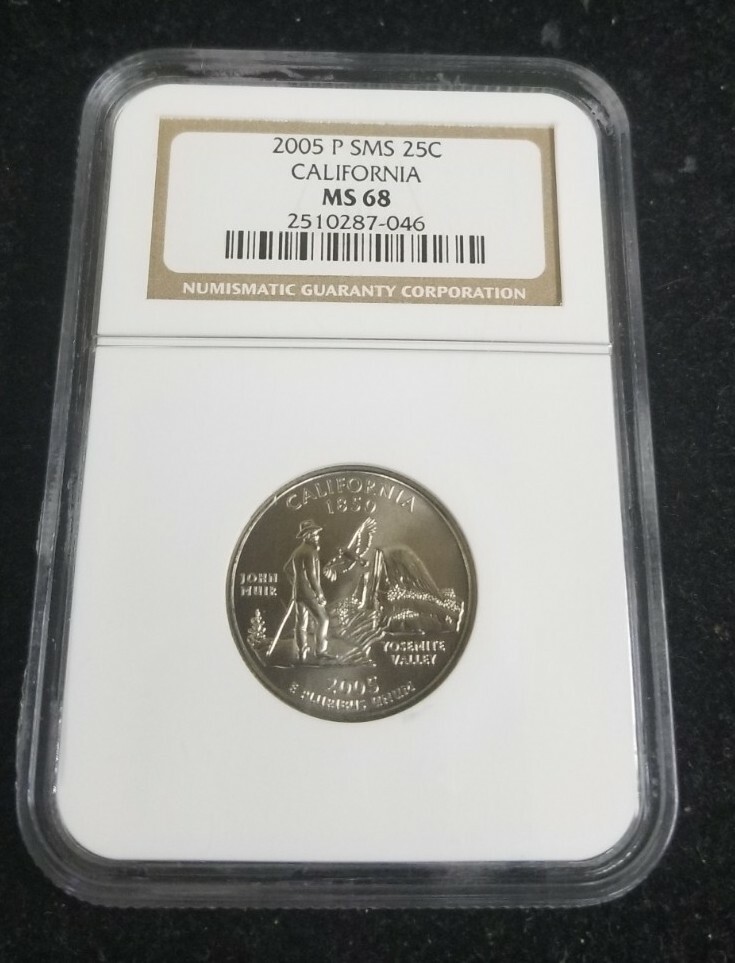 2005 P SMS 25C
CALIFORNIA
MS 68
2510287-046
NUMISMATIC GUARANTY CORPORATION
CALIFORNIA
1850
JOHN
MUIR
YOSEMITE
VALLEY
2005
E PLURIBUS UNUM